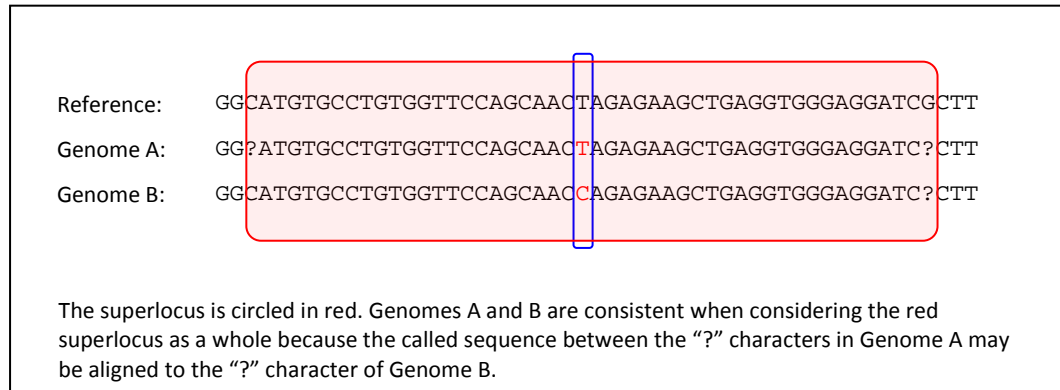 Reference: GGCATGTGCCTGTGGTTCCAGCAACTAGAGAAGCTGAGGTGGGAGGATCGCTT
Genome A: GG?ATGTGCCTGTGGTTCCAGCAACTAGAGAAGCTGAGGTGGGAGGATC?CTT
Genome B: GGCATGTGCCTGTGGTTCCAGCAACCAGAGAAGCTGAGGTGGGAGGATC?CTT
The superlocus is circled in red. Genomes A and B are consistent when considering the red
superlocus as a whole because the called sequence between the “?” characters in Genome A may
be aligned to the “?” character of Genome B.